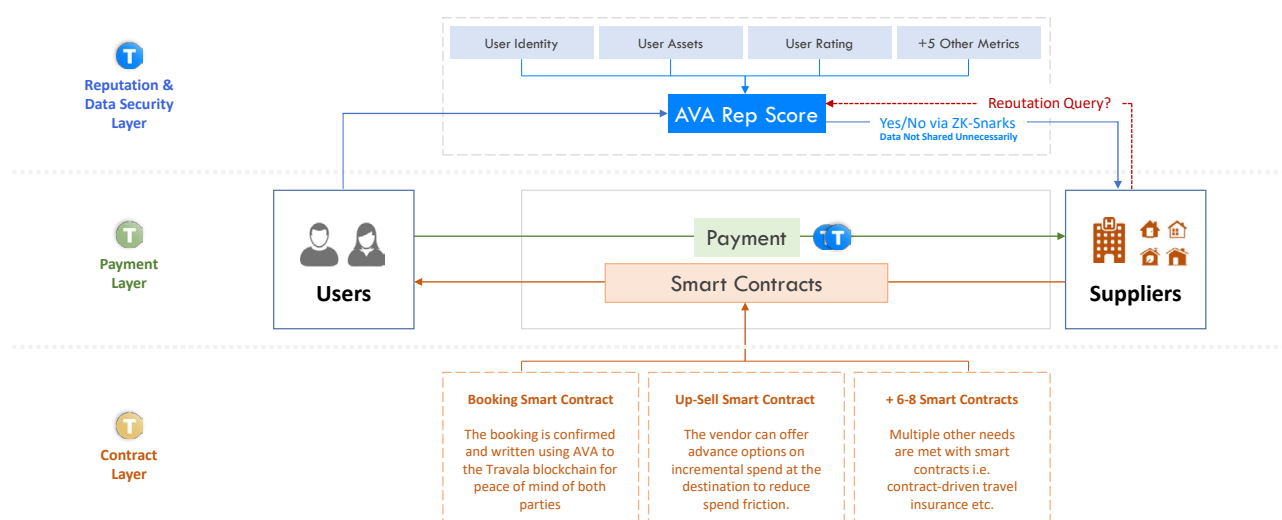 User Identity
User Assets
User Rating
+5 Other Metrics
T
Reputation &
Data Security
Layer
AVA Rep Score
Reputation Query?
Yes/No via ZK-Snarks
Data Not Shared Unnecessarily
T
Payment
Layer
Users
Payment
T T
Smart Contracts
H
Suppliers
T
Contract
Layer
Booking Smart Contract
The booking is confirmed
and written using AVA to
the Travala blockchain for
peace of mind of both
parties
Up-Sell Smart Contract
The vendor can offer
advance options on
incremental spend at the
destination to reduce
spend friction.
+ 6-8 Smart Contracts
Multiple other needs
are met with smart
contracts i.e.
contract-driven travel
insurance etc.